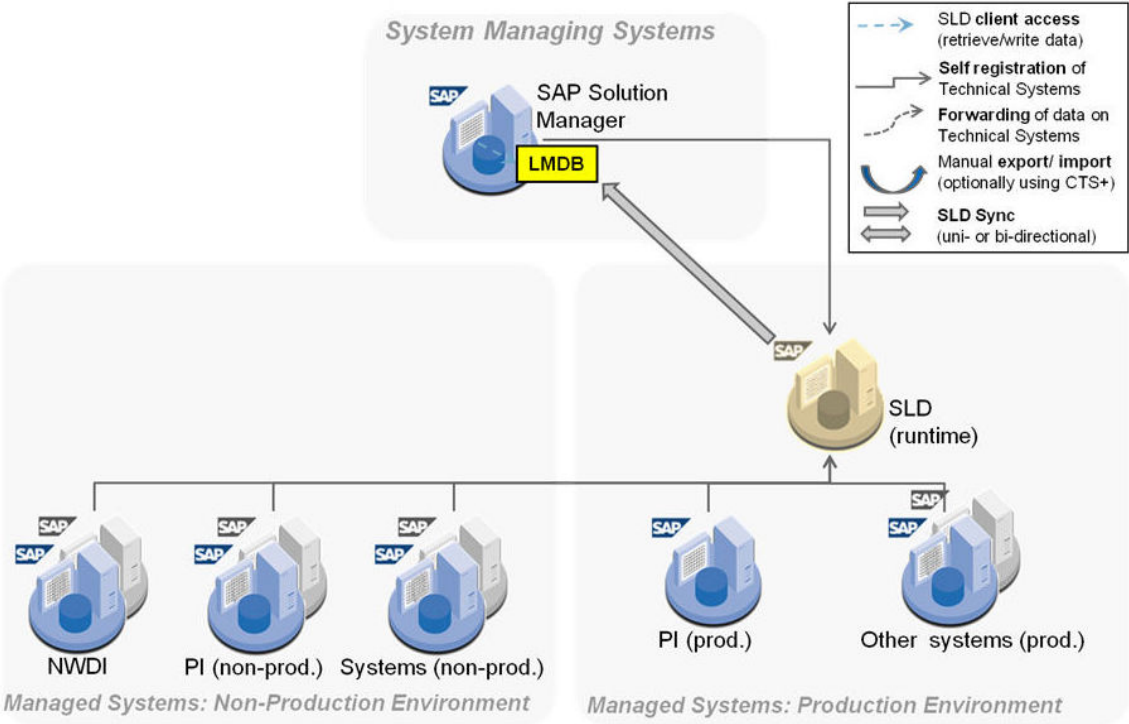 System Managing Systems
SAP
SAP Solution
Manager
LMDB
SLD client access
(retrieve/write data)
Self registration of
Technical Systems
Forwarding of data on
Technical Systems
Manual export/ import
(optionally using CTS+)
SLD Sync
(uni- or bi-directional)
SAP
SLD
(runtime)
SAP
SAP
NWDI
SAP
SAP
PI (non-prod.)
SAP
SAP
Systems (non-prod.)
SAP
PI (prod.)
SAP
SAP
Other systems (prod.)
Managed Systems: Non-Production Environment
Managed Systems: Production Environment